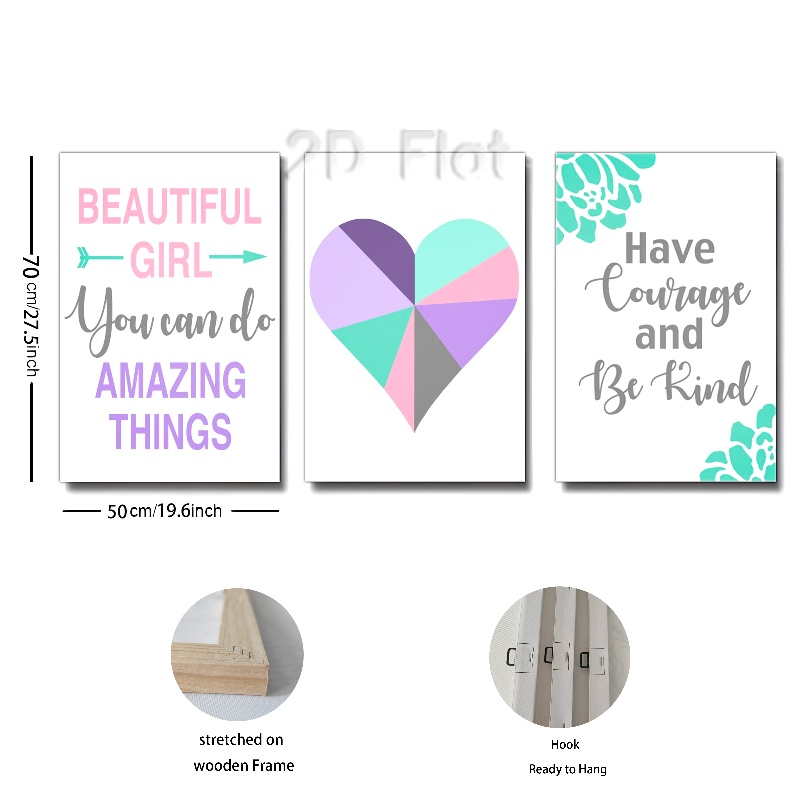 2D Flat
BEAUTIFUL
GIRL
You can do
AMAZING
THINGS
Have
Courage
and
Be Kind
70 cm/27.5inch
50 cm/19.6inch
stretched on
wooden Frame
Hook
Ready to Hang